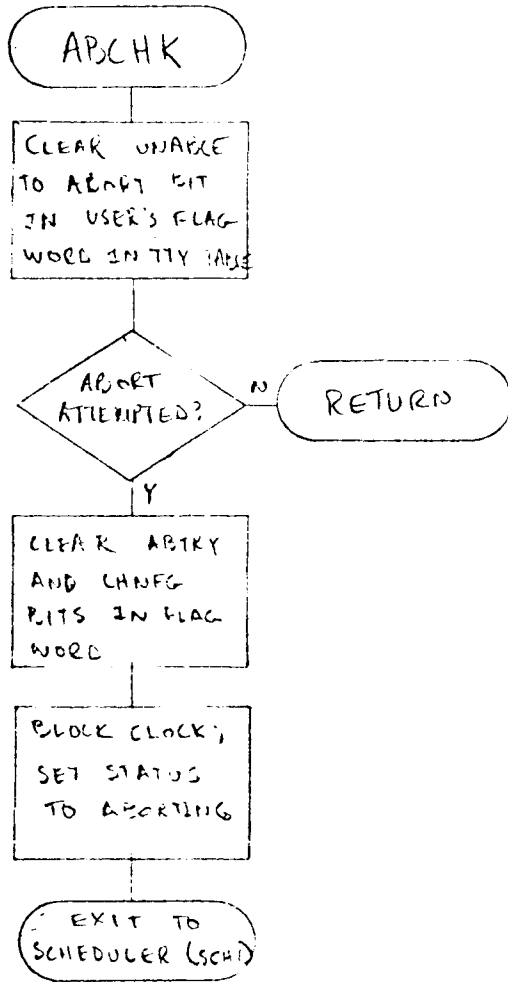 ABCHK
CLEAR UNABLE
TO ABORT BIT
IN USER'S FLAG
WORD IN TTY TABLE
ABORT
ATTEMPTED?
N
RETURN
Y
CLEAR ABTRY
AND CHNFG
BITS IN FLAG
WORD
BLOCK CLOCK;
SET STATUS
TO ABORTING
EXIT TO
SCHEDULER (SCH1)